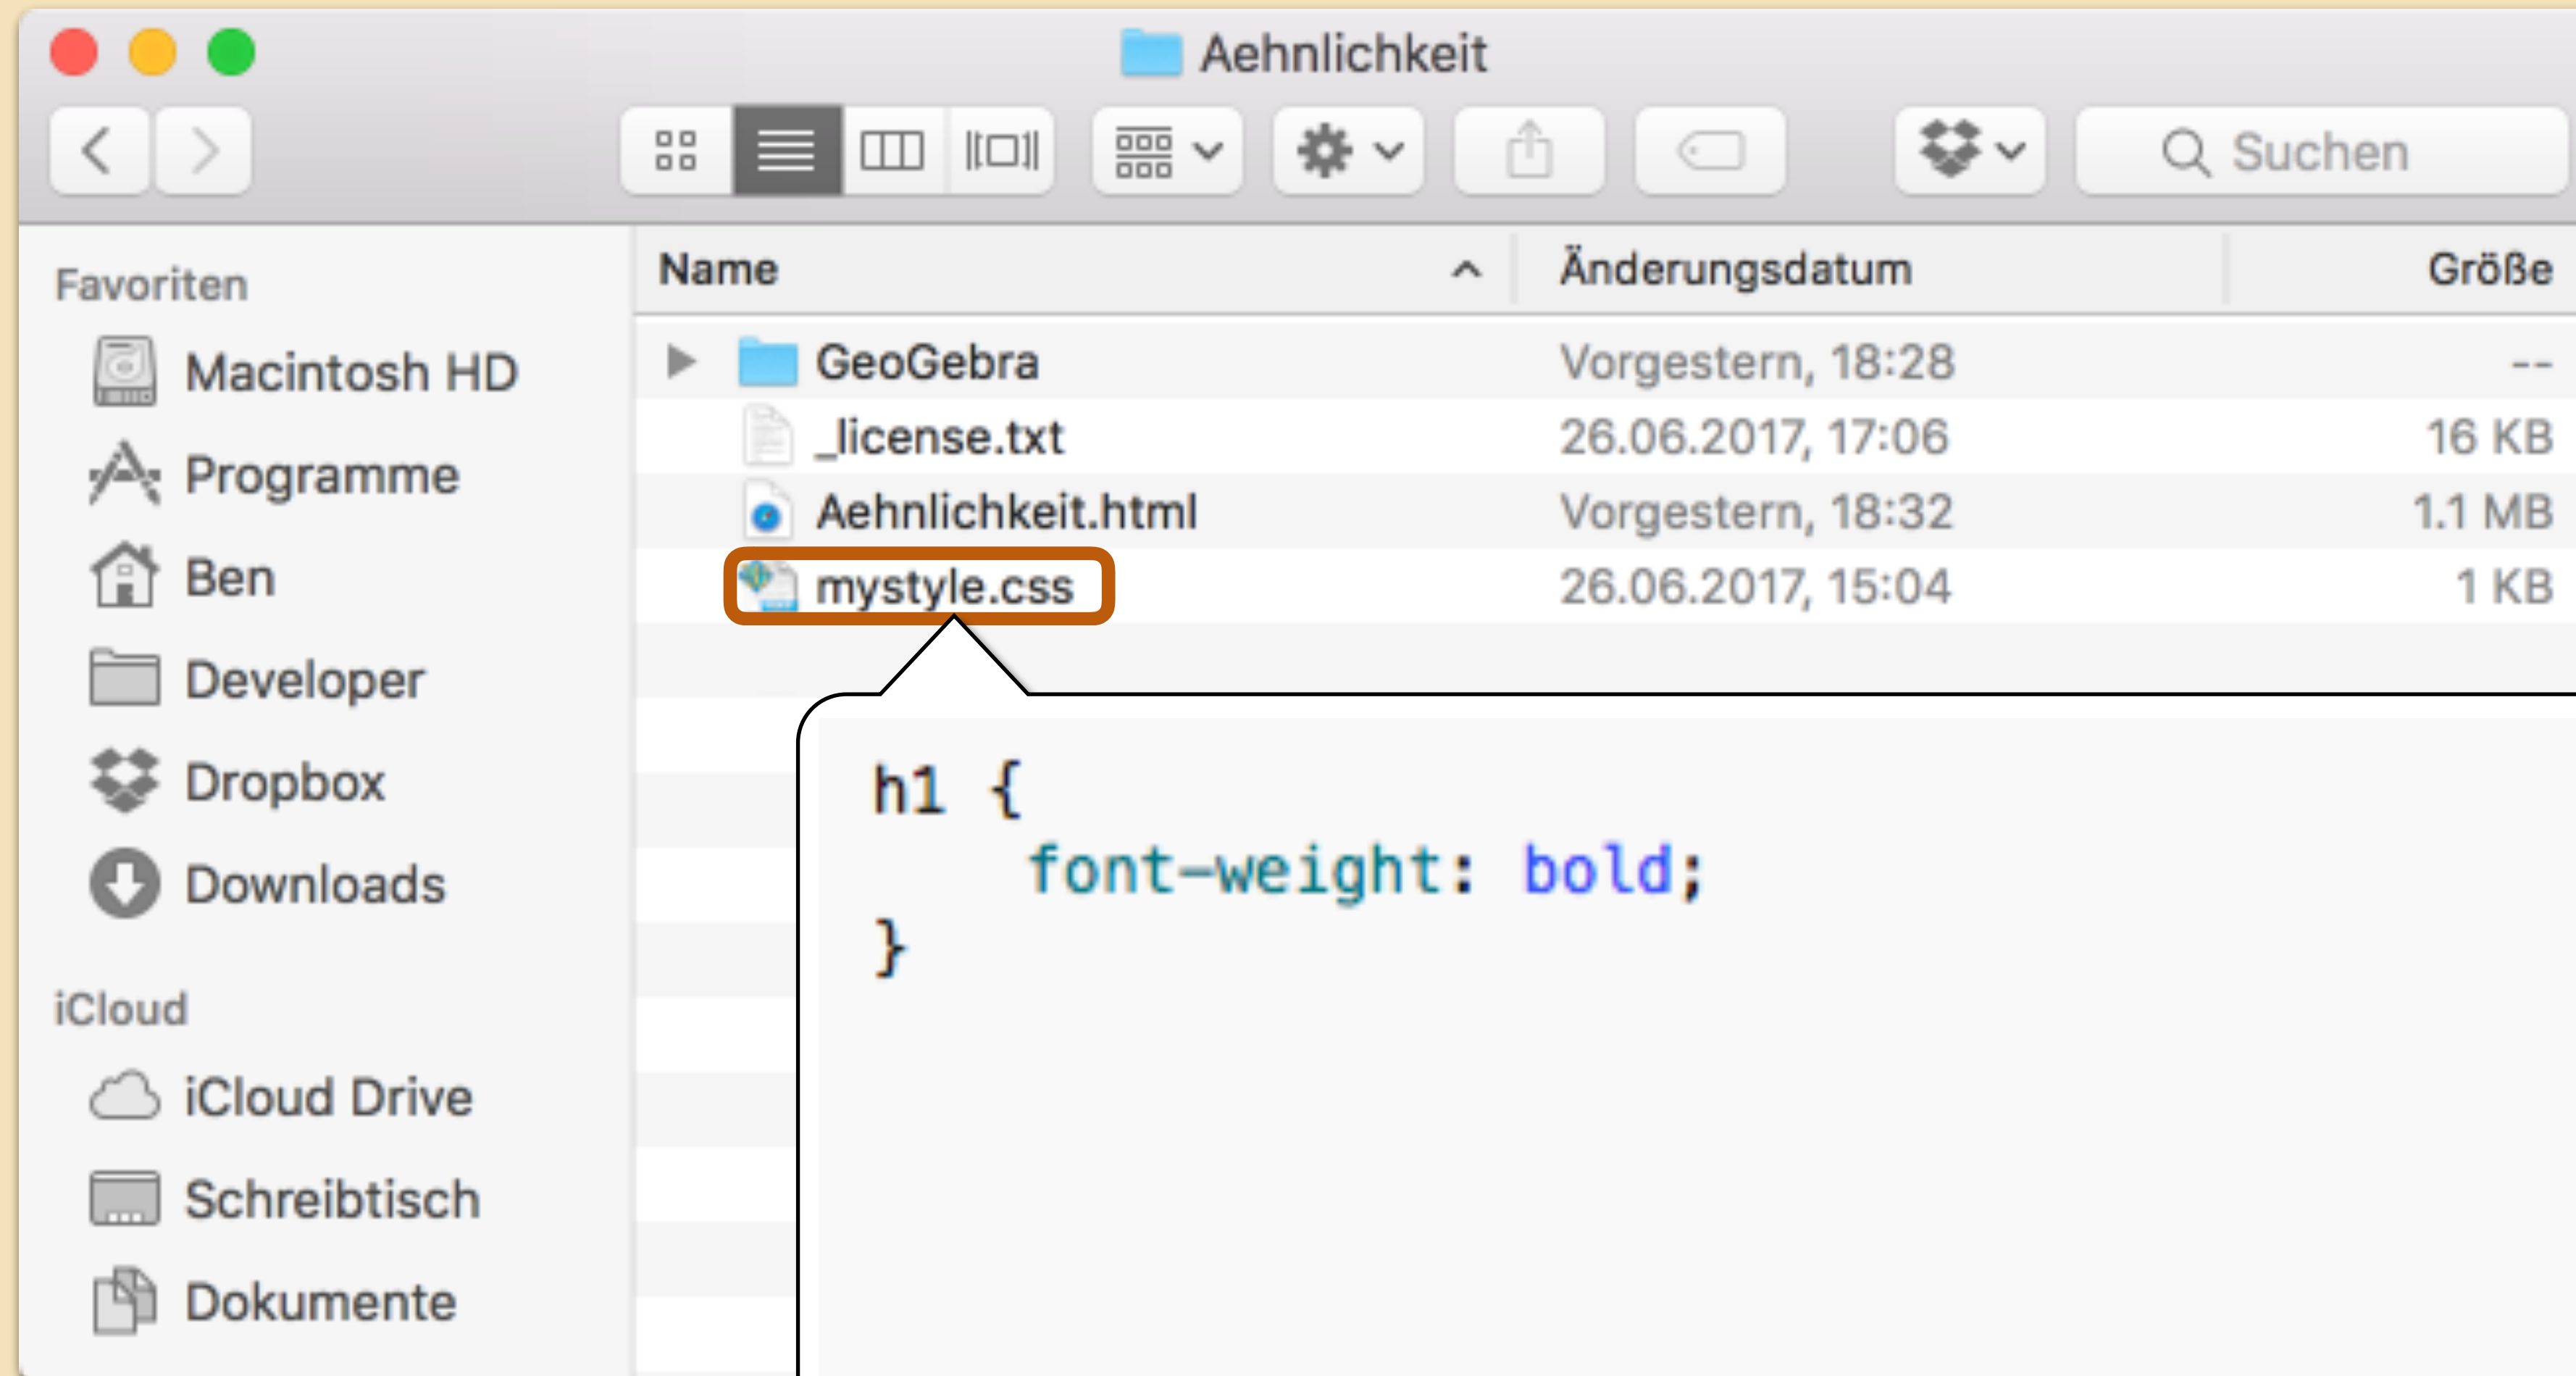 Aehnlichkeit
Suchen
Favoriten
Macintosh HD
Programme
Ben
Developer
Dropbox
Downloads
iCloud
iCloud Drive
Schreibtisch
Dokumente
Name Änderungsdatum Größe
GeoGebra Vorgestern, 18:28 --
_license.txt 26.06.2017, 17:06 16 KB
Aehnlichkeit.html Vorgestern, 18:32 1.1 MB
mystyle.css 26.06.2017, 15:04 1 KB
h1 {
font-weight: bold;
}